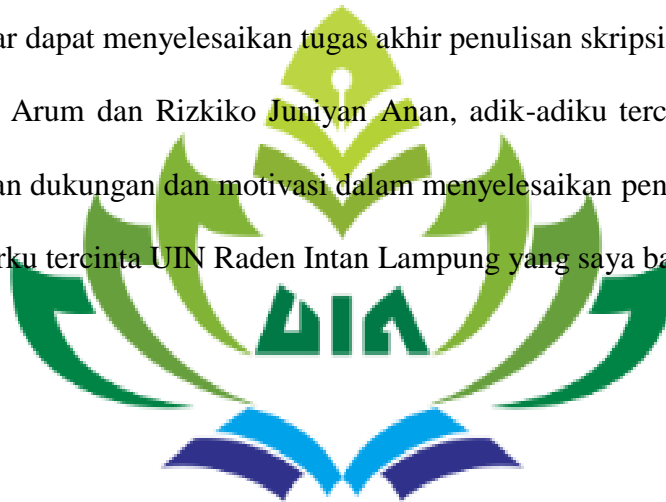 ar dapat menyelesaikan tugas akhir penulisan skripsi
Arum dan Rizkiko Juniyan Anan, adik-adiku terc
an dukungan dan motivasi dalam menyelesaikan pen
rku tercinta UIN Raden Intan Lampung yang saya ba
UIN